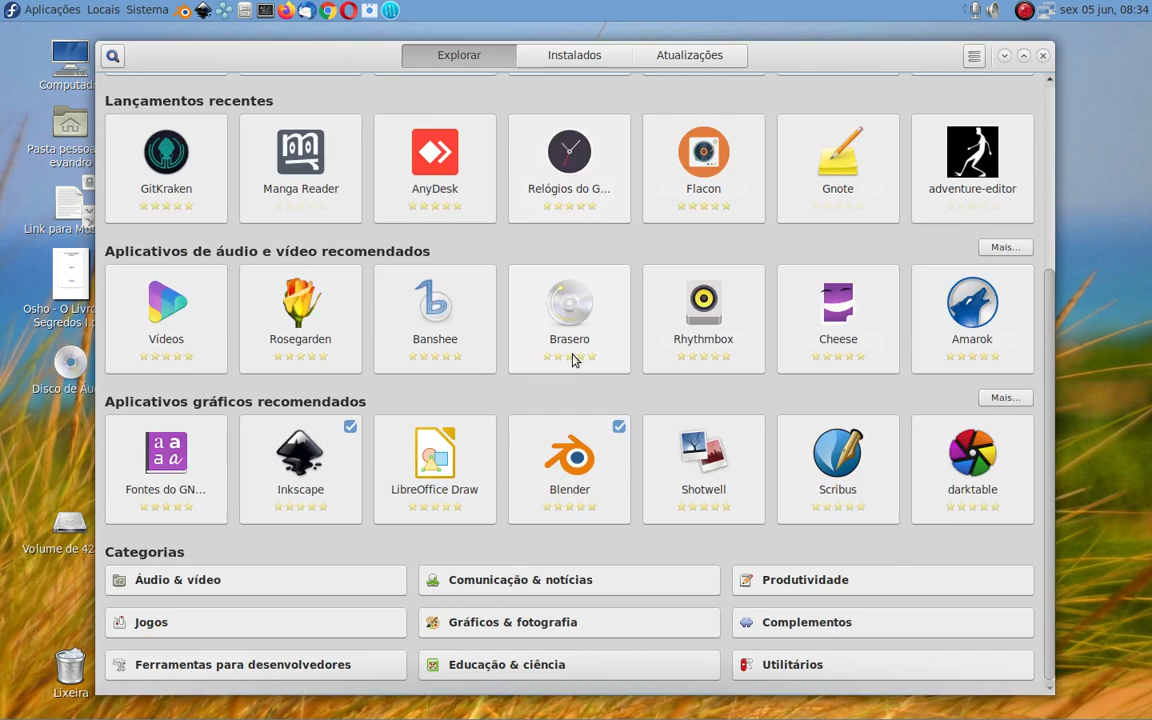 Aplicações Locais Sistema sex 05 jun, 08:34
Explorar Instalados Atualizações
Computad
Pasta pessoa
evandro
Link para Mús
Osho - O Livro
Segredos I.p
Disco de Áu
Volume de 42
Lixeira
Lançamentos recentes
GitKraken Manga Reader AnyDesk Relógios do G... Flacon Gnote adventure-editor
Aplicativos de áudio e vídeo recomendados Mais...
Vídeos Rosegarden Banshee Brasero Rhythmbox Cheese Amarok
Aplicativos gráficos recomendados Mais...
Fontes do GN... Inkscape LibreOffice Draw Blender Shotwell Scribus darktable
Categorias
Áudio & vídeo Comunicação & notícias Produtividade
Jogos Gráficos & fotografia Complementos
Ferramentas para desenvolvedores Educação & ciência Utilitários